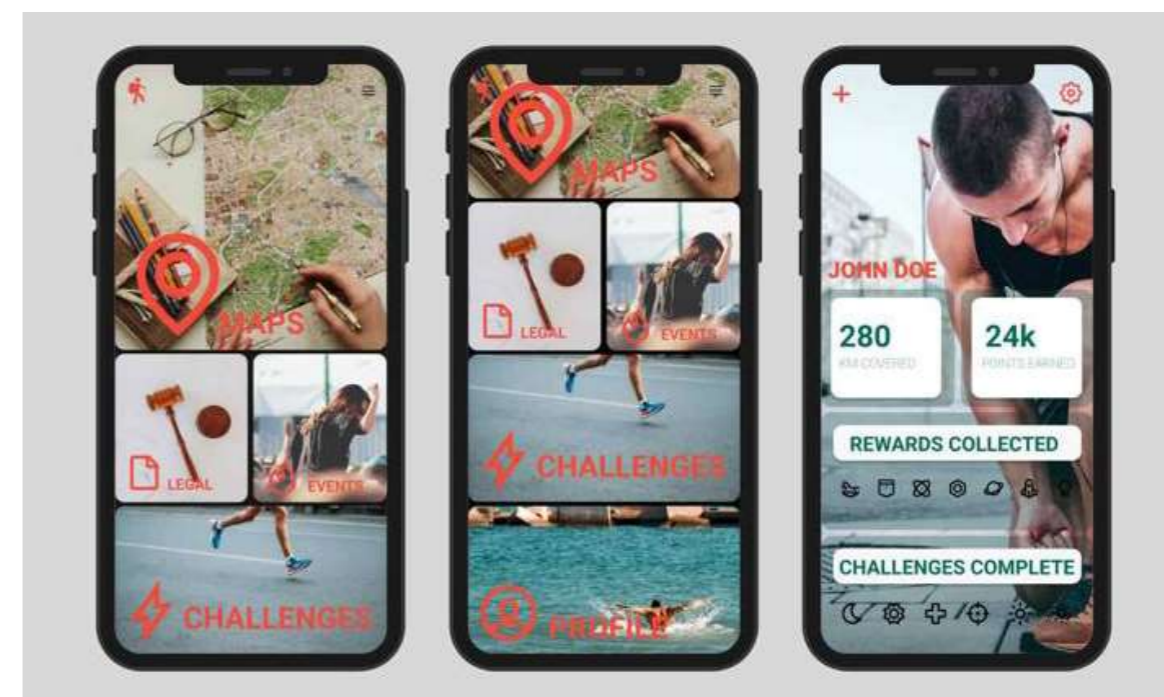 MAPS
LEGAL
EVENTS
CHALLENGES
MAPS
LEGAL
EVENTS
CHALLENGES
PROFILE
JOHN DOE
280
KM COVERED
24k
POINTS EARNED
REWARDS COLLECTED
CHALLENGES COMPLETE